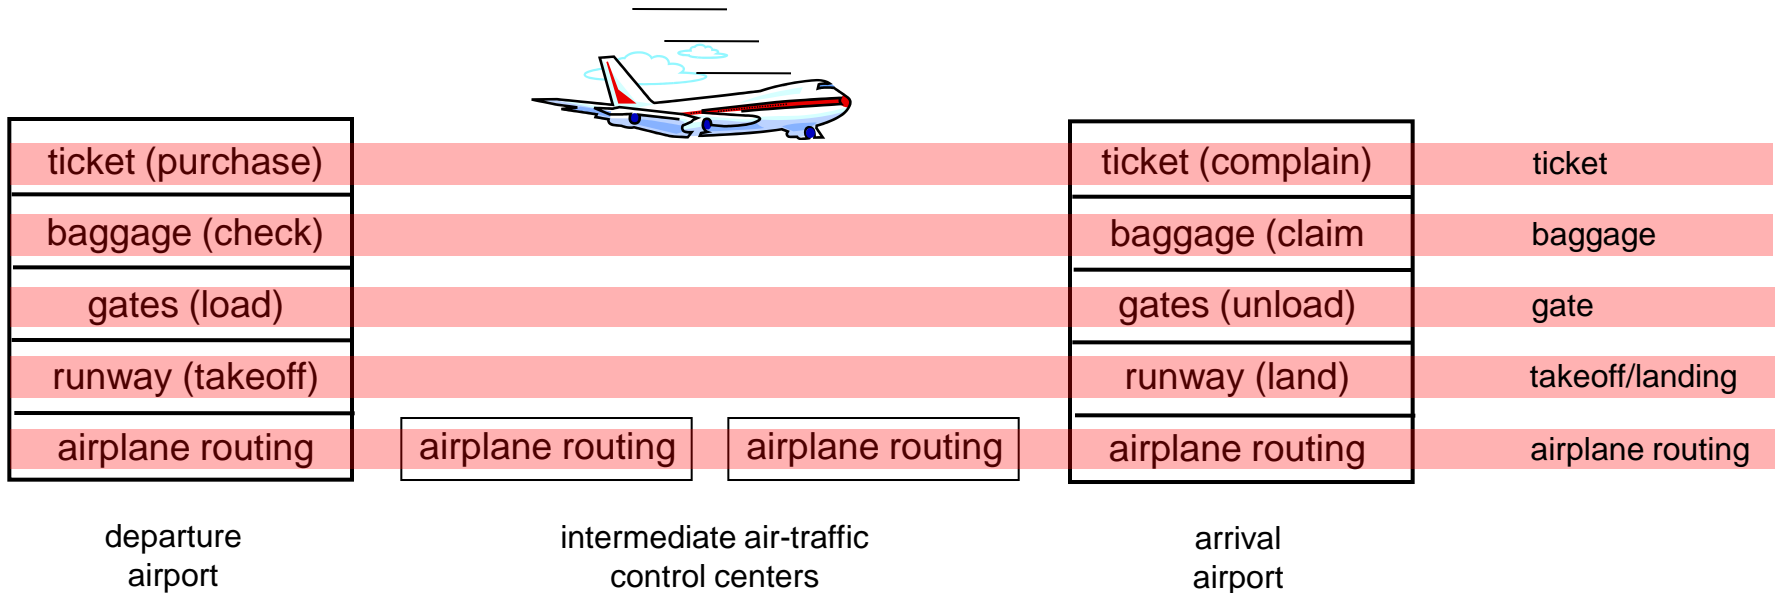 ticket (purchase)
ticket (complain)
ticket
baggage (check)
baggage (claim
baggage
gates (load)
gates (unload)
gate
runway (takeoff)
runway (land)
takeoff/landing
airplane routing
airplane routing
airplane routing
airplane routing
airplane routing
departure
airport
intermediate air-traffic
control centers
arrival
airport